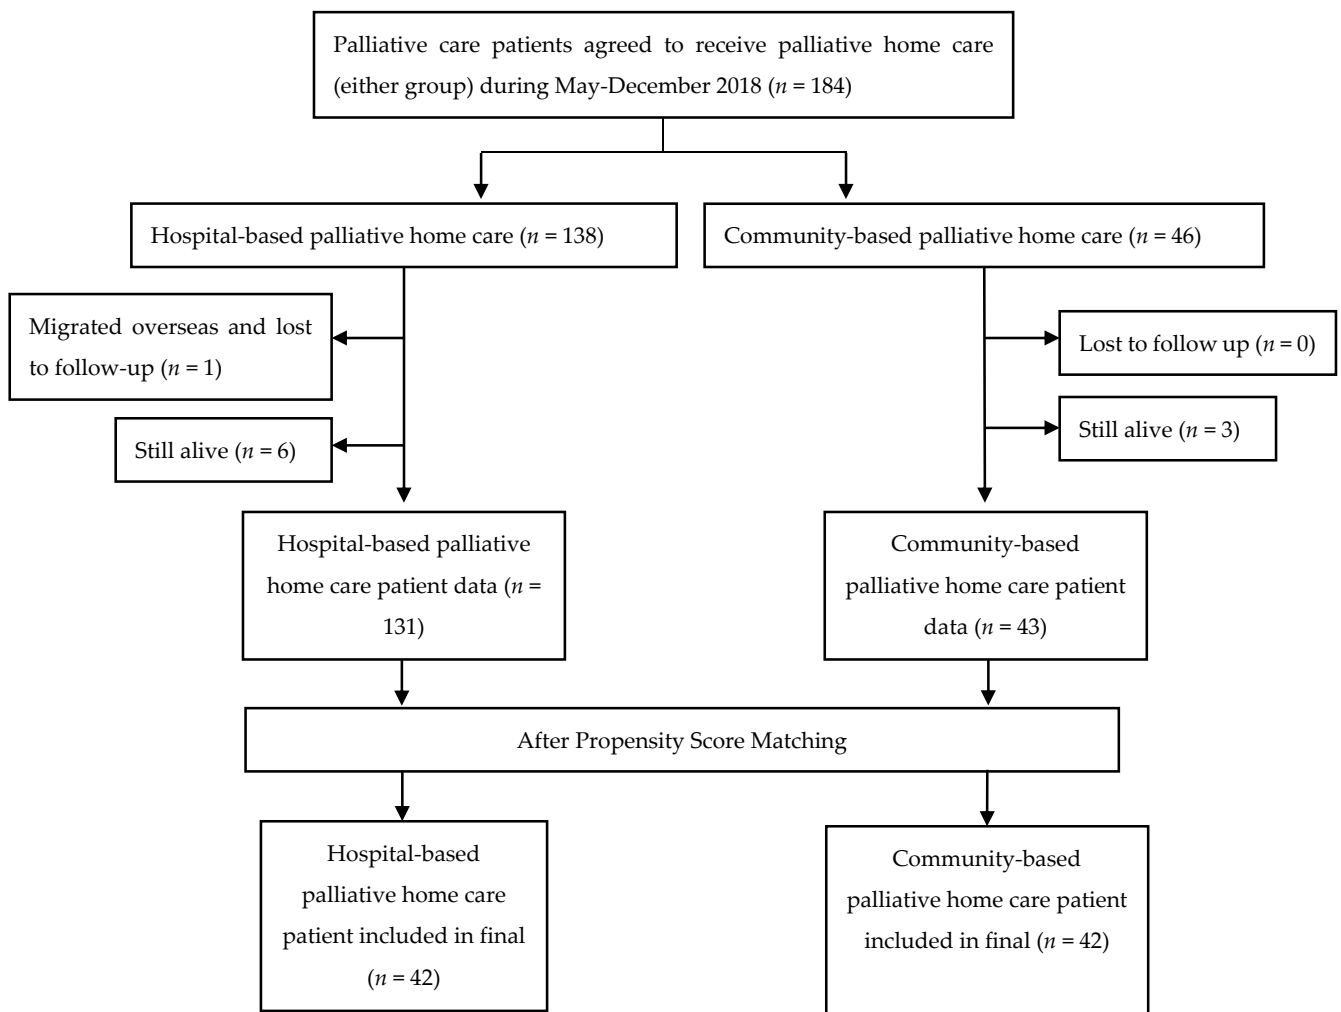 Palliative care patients agreed to receive palliative home care
(either group) during May-December 2018 (n = 184)
Hospital-based palliative home care (n = 138)
Community-based palliative home care (n = 46)
Migrated overseas and lost
to follow-up (n = 1)
Lost to follow up (n = 0)
Still alive (n = 6)
Still alive (n = 3)
Hospital-based palliative
home care patient data (n =
131)
Community-based
palliative home care patient
data (n = 43)
After Propensity Score Matching
Hospital-based
palliative home care
patient included in final
(n = 42)
Community-based
palliative home care patient
included in final (n = 42)